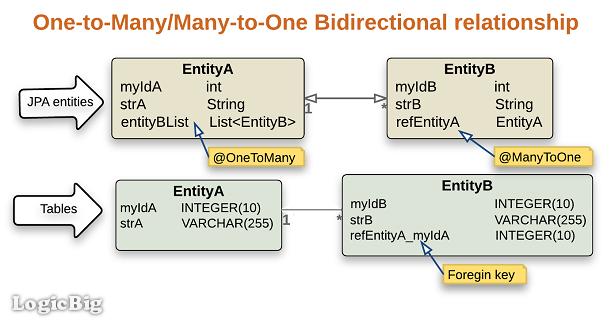 One-to-Many/Many-to-One Bidirectional relationship
JPA entities
EntityA
myIdA int
strA String
entityBList List<EntityB>
@OneToMany
1
*
EntityB
myIdB int
strB String
refEntityA EntityA
@ManyToOne
Tables
EntityA
myIdA INTEGER(10)
strA VARCHAR(255)
1
*
EntityB
myIdB INTEGER(10)
strB VARCHAR(255)
refEntityA_myIdA INTEGER(10)
Foregin key
LogicBig